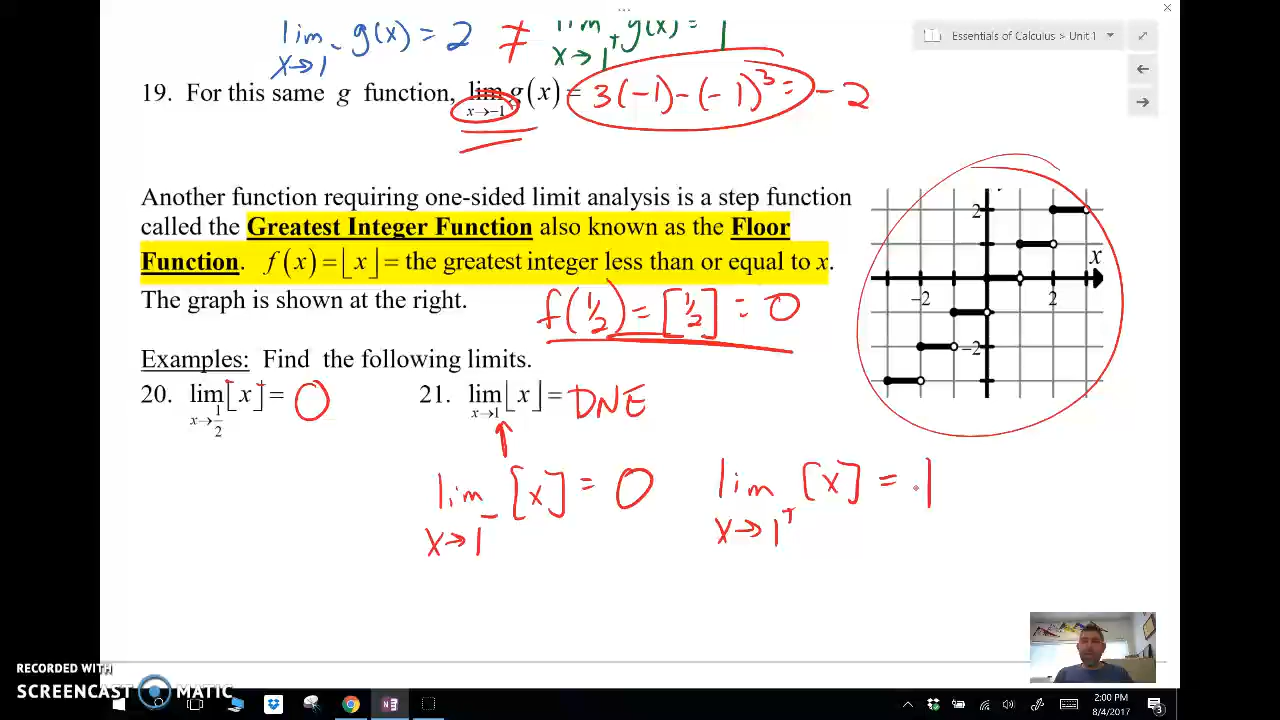 lim x→1⁻ g(x) = 2 ≠ lim x→1⁺ g(x) = 1
Essentials of Calculus > Unit 1
19. For this same g function, lim x→−1 g(x) = 3(-1)-(-1)³ = -2
Another function requiring one-sided limit analysis is a step function
called the Greatest Integer Function also known as the Floor
Function. f(x)=⌊x⌋= the greatest integer less than or equal to x.
The graph is shown at the right.
f(1/2) = [1/2] = 0
2
x
−2
2
−2
Examples: Find the following limits.
20. lim x→1/2 ⌊x⌋ = 0
21. lim x→1 ⌊x⌋ = DNE
lim x→1⁻ [x] = 0
lim x→1⁺ [x] = 1
RECORDED WITH
SCREENCAST MATIC
2:00 PM
8/4/2017
3